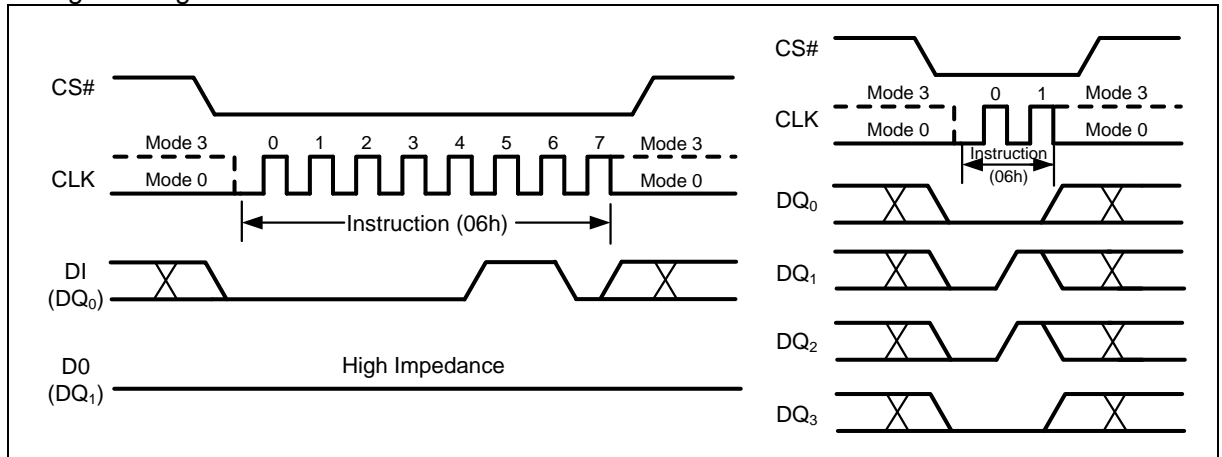 CS#
Mode 3
0 1 2 3 4 5 6 7
Mode 3
CLK
Mode 0
Mode 0
Instruction (06h)
DI
(DQ0)
D0
(DQ1)
High Impedance
CS#
Mode 3
0 1
Mode 3
CLK
Mode 0
Mode 0
Instruction
(06h)
DQ0
DQ1
DQ2
DQ3